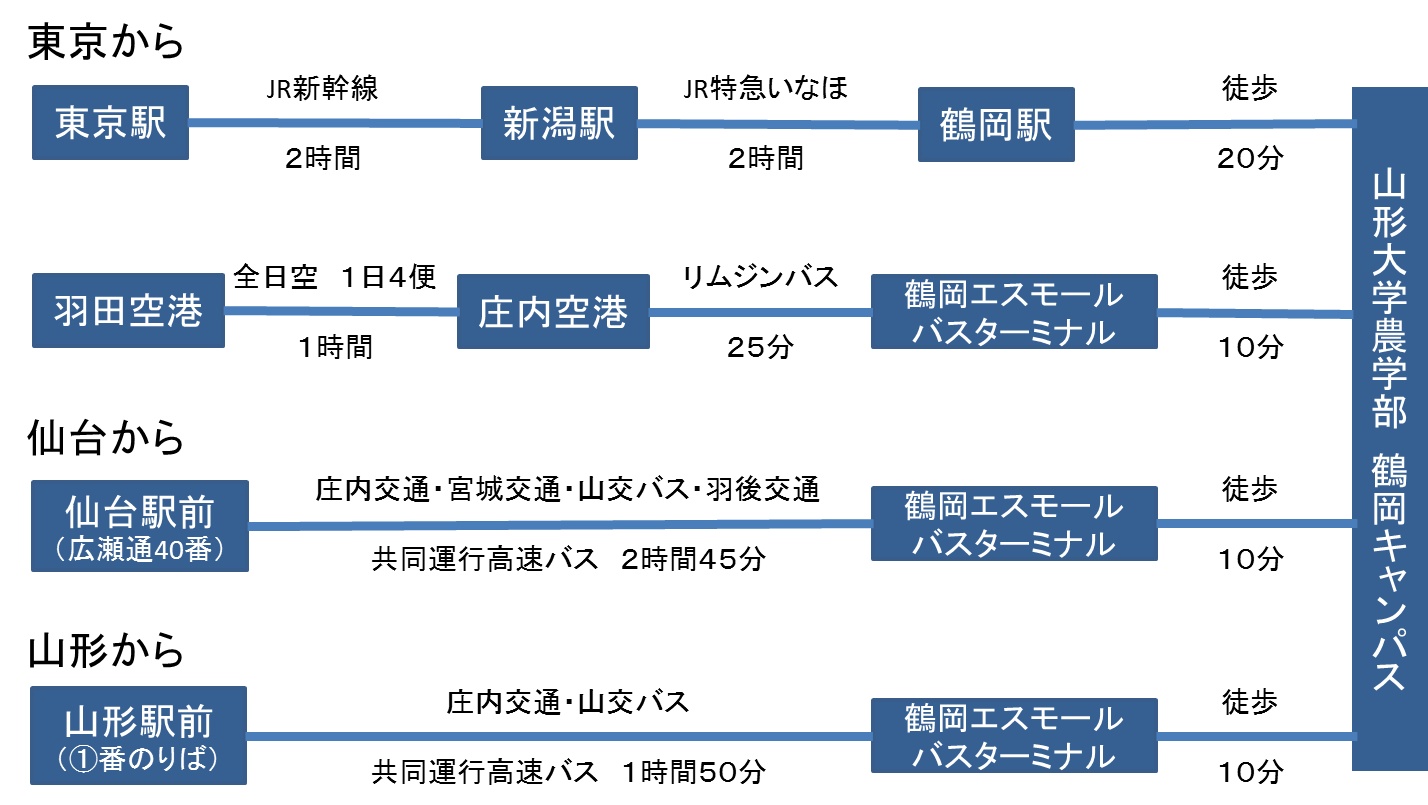 東京から
東京駅
JR新幹線
2時間
新潟駅
JR特急いなほ
2時間
鶴岡駅
徒歩
20分
羽田空港
全日空　1日4便
1時間
庄内空港
リムジンバス
25分
鶴岡エスモール
バスターミナル
徒歩
10分
仙台から
仙台駅前
（広瀬通40番）
庄内交通・宮城交通・山交バス・羽後交通
共同運行高速バス　2時間45分
鶴岡エスモール
バスターミナル
徒歩
10分
山形から
山形駅前
（①番のりば）
庄内交通・山交バス
共同運行高速バス　1時間50分
鶴岡エスモール
バスターミナル
徒歩
10分
山形大学農学部　鶴岡キャンパス